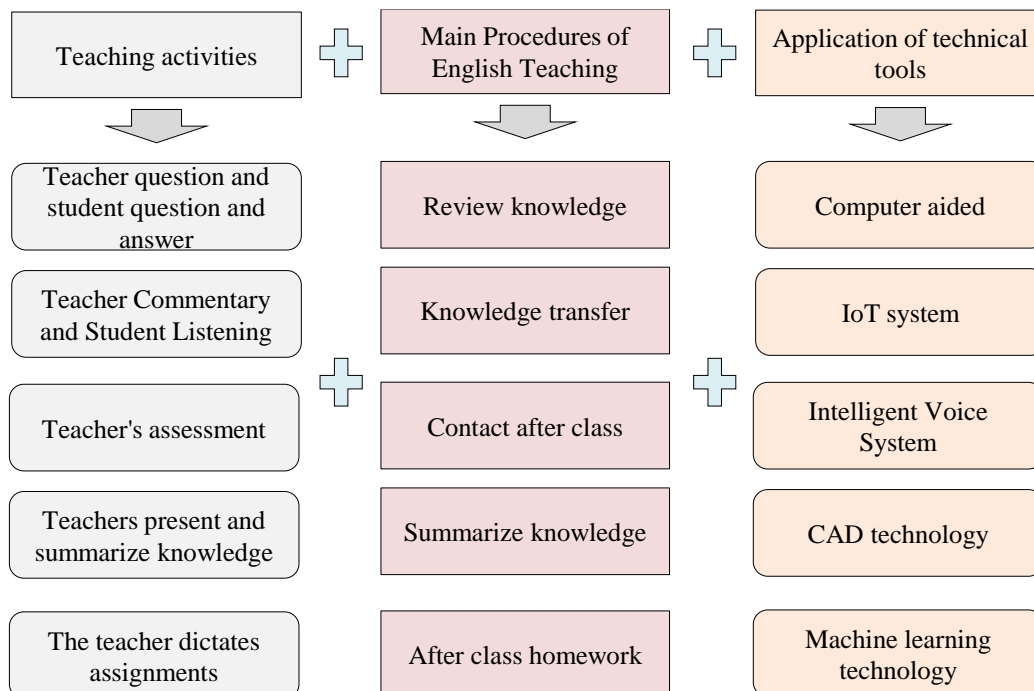 Teaching activities
Main Procedures of
English Teaching
Application of technical
tools
Teacher question and
student question and
answer
Review knowledge
Computer aided
Teacher Commentary
and Student Listening
Knowledge transfer
IoT system
Teacher's assessment
Contact after class
Intelligent Voice
System
Teachers present and
summarize knowledge
Summarize knowledge
CAD technology
The teacher dictates
assignments
After class homework
Machine learning
technology